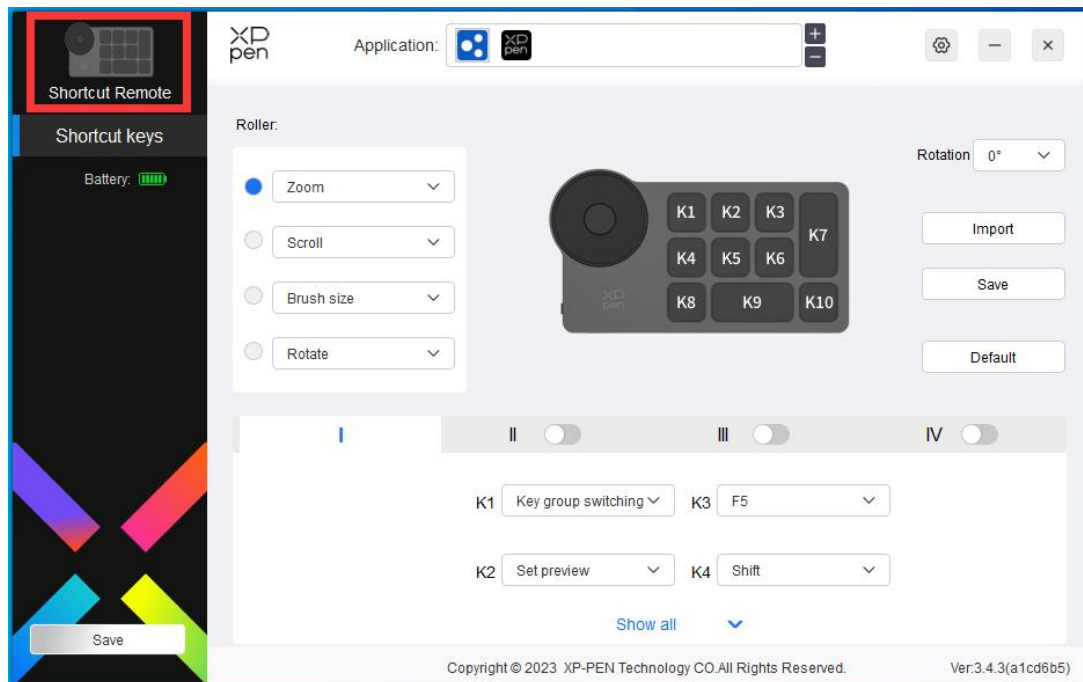 Shortcut Remote
Shortcut keys
Battery:
Save
XP
pen
Application:
XP
pen
+
−
Roller:
Zoom
Scroll
Brush size
Rotate
K1 K2 K3
K7
K4 K5 K6
XP
pen
K8 K9 K10
Rotation 0°
Import
Save
Default
I II III IV
K1 Key group switching K3 F5
K2 Set preview K4 Shift
Show all
Copyright © 2023 XP-PEN Technology CO.All Rights Reserved. Ver:3.4.3(a1cd6b5)